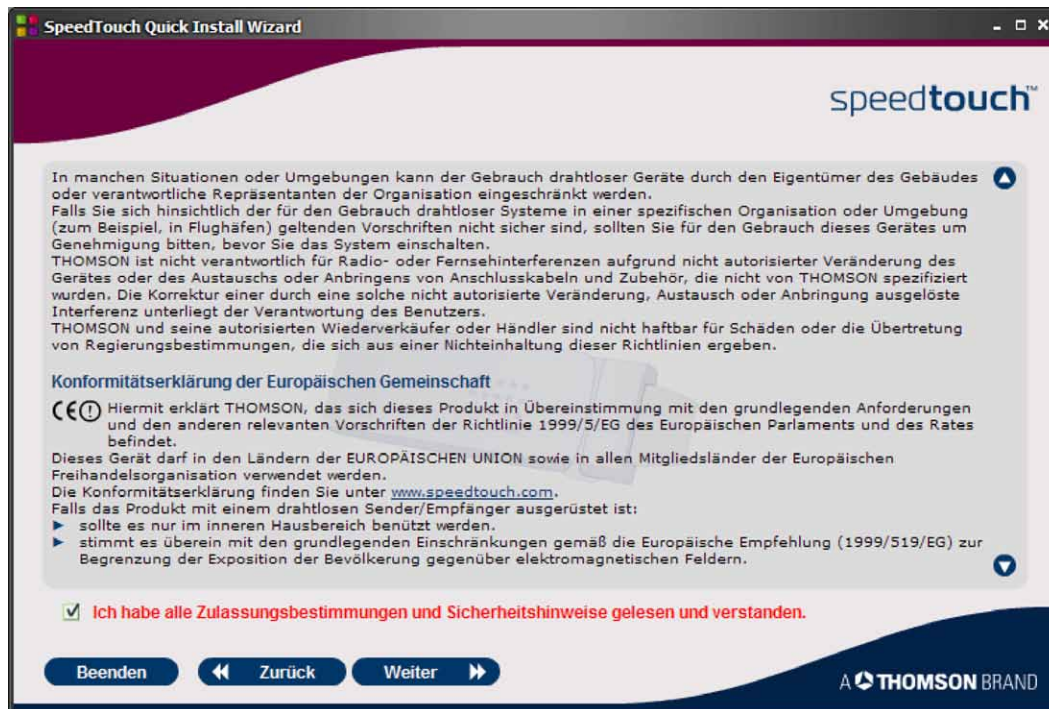 SpeedTouch Quick Install Wizard
speedtouch™
In manchen Situationen oder Umgebungen kann der Gebrauch drahtloser Geräte durch den Eigentümer des Gebäudes
oder verantwortliche Repräsentanten der Organisation eingeschränkt werden.
Falls Sie sich hinsichtlich der für den Gebrauch drahtloser Systeme in einer spezifischen Organisation oder Umgebung
(zum Beispiel, in Flughäfen) geltenden Vorschriften nicht sicher sind, sollten Sie für den Gebrauch dieses Gerätes um
Genehmigung bitten, bevor Sie das System einschalten.
THOMSON ist nicht verantwortlich für Radio- oder Fernsehinterferenzen aufgrund nicht autorisierter Veränderung des
Gerätes oder des Austauschs oder Anbringens von Anschlusskabeln und Zubehör, die nicht von THOMSON spezifiziert
wurden. Die Korrektur einer durch eine solche nicht autorisierte Veränderung, Austausch oder Anbringung ausgelöste
Interferenz unterliegt der Verantwortung des Benutzers.
THOMSON und seine autorisierten Wiederverkäufer oder Händler sind nicht haftbar für Schäden oder die Übertretung
von Regierungsbestimmungen, die sich aus einer Nichteinhaltung dieser Richtlinien ergeben.
Konformitätserklärung der Europäischen Gemeinschaft
CE Hiermit erklärt THOMSON, das sich dieses Produkt in Übereinstimmung mit den grundlegenden Anforderungen
und den anderen relevanten Vorschriften der Richtlinie 1999/5/EG des Europäischen Parlaments und des Rates
befindet.
Dieses Gerät darf in den Ländern der EUROPÄISCHEN UNION sowie in allen Mitgliedsländer der Europäischen
Freihandelsorganisation verwendet werden.
Die Konformitätserklärung finden Sie unter www.speedtouch.com.
Falls das Produkt mit einem drahtlosen Sender/Empfänger ausgerüstet ist:
► sollte es nur im inneren Hausbereich benützt werden.
► stimmt es überein mit den grundlegenden Einschränkungen gemäß die Europäische Empfehlung (1999/519/EG) zur
Begrenzung der Exposition der Bevölkerung gegenüber elektromagnetischen Feldern.
Ich habe alle Zulassungsbestimmungen und Sicherheitshinweise gelesen und verstanden.
Beenden Zurück Weiter
A THOMSON BRAND